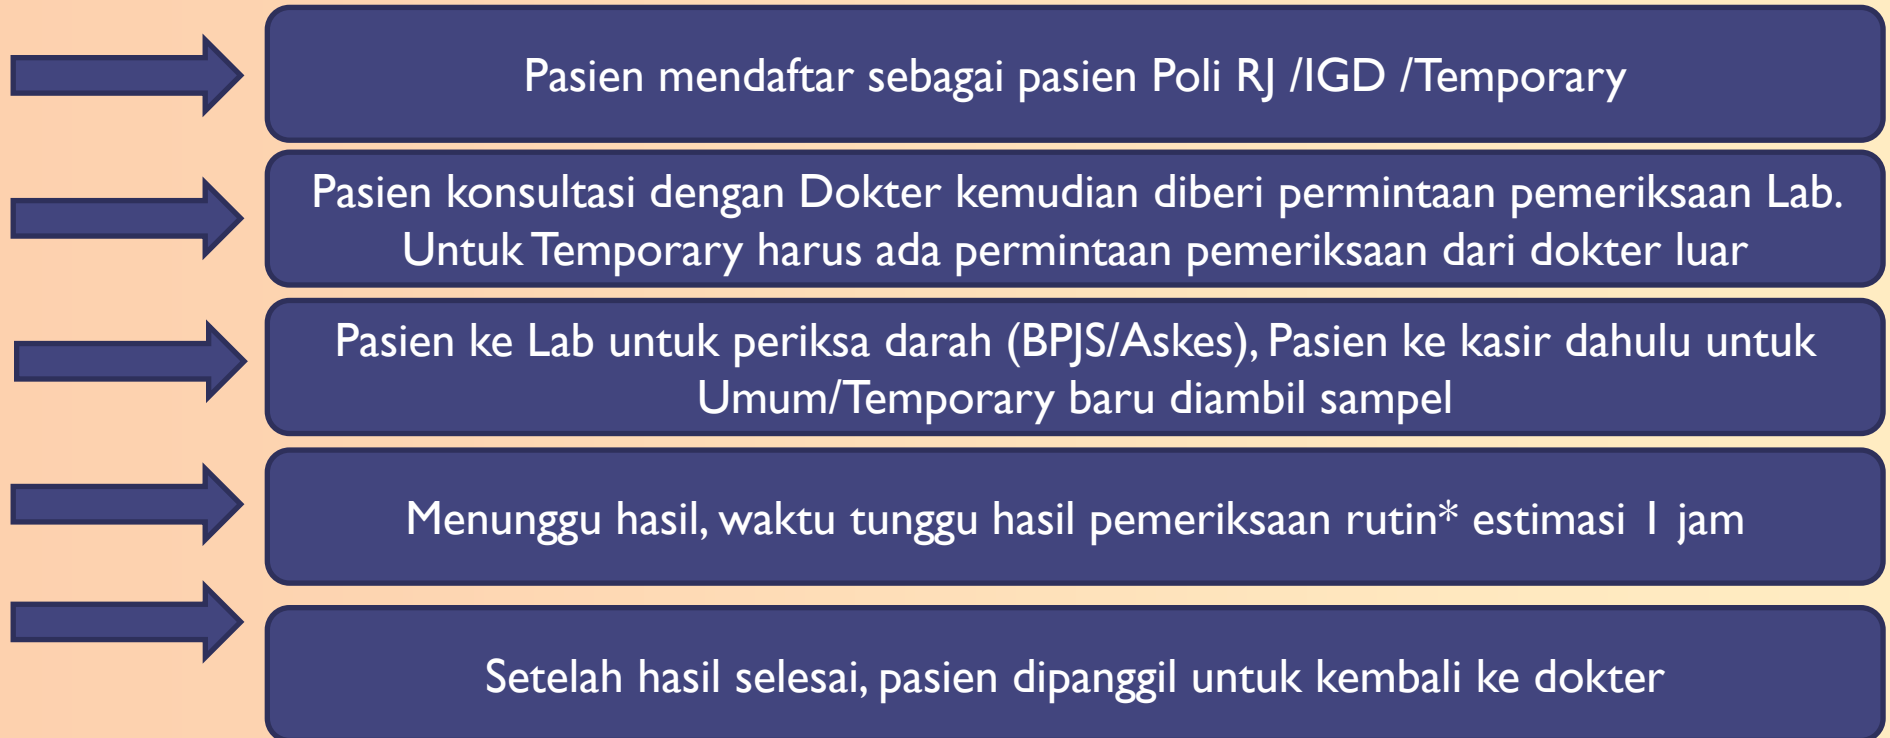 Pasien mendaftar sebagai pasien Poli RJ /IGD /Temporary
Pasien konsultasi dengan Dokter kemudian diberi permintaan pemeriksaan Lab.
Untuk Temporary harus ada permintaan pemeriksaan dari dokter luar
Pasien ke Lab untuk periksa darah (BPJS/Askes), Pasien ke kasir dahulu untuk
Umum/Temporary baru diambil sampel
Menunggu hasil, waktu tunggu hasil pemeriksaan rutin* estimasi 1 jam
Setelah hasil selesai, pasien dipanggil untuk kembali ke dokter